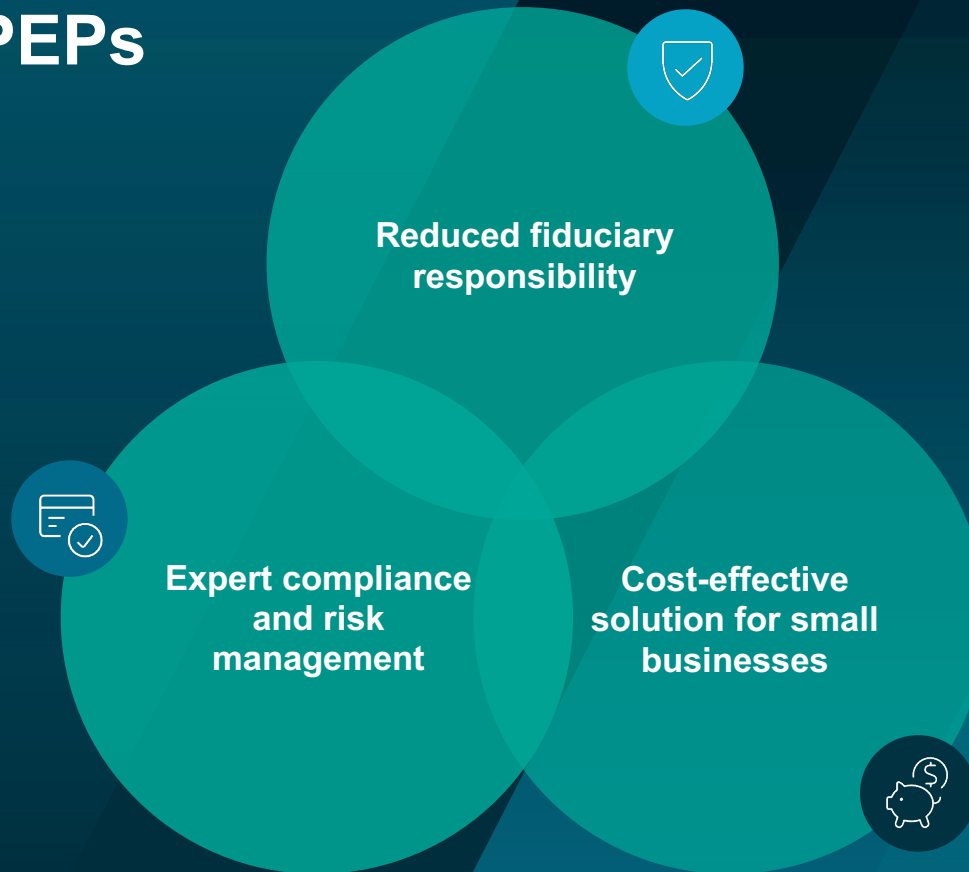 PEPs
Reduced fiduciary
responsibility
Expert compliance
and risk
management
Cost-effective
solution for small
businesses
$